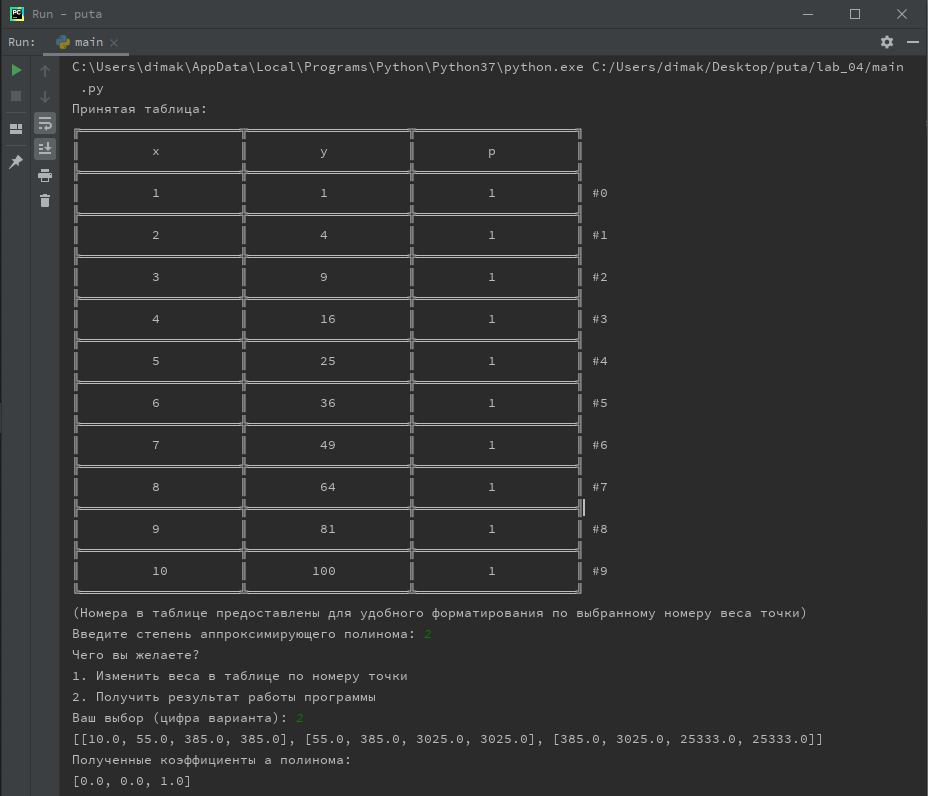 Run - puta
Run: main
C:\Users\dimak\AppData\Local\Programs\Python\Python37\python.exe C:/Users/dimak/Desktop/puta/lab_04/main
.py
Принятая таблица:
x y p
1 1 1 #0
2 4 1 #1
3 9 1 #2
4 16 1 #3
5 25 1 #4
6 36 1 #5
7 49 1 #6
8 64 1 #7
9 81 1 #8
10 100 1 #9
(Номера в таблице предоставлены для удобного форматирования по выбранному номеру веса точки)
Введите степень аппроксимирующего полинома: 2
Чего вы желаете?
1. Изменить веса в таблице по номеру точки
2. Получить результат работы программы
Ваш выбор (цифра варианта): 2
[[10.0, 55.0, 385.0, 385.0], [55.0, 385.0, 3025.0, 3025.0], [385.0, 3025.0, 25333.0, 25333.0]]
Полученные коэффициенты a полинома:
[0.0, 0.0, 1.0]